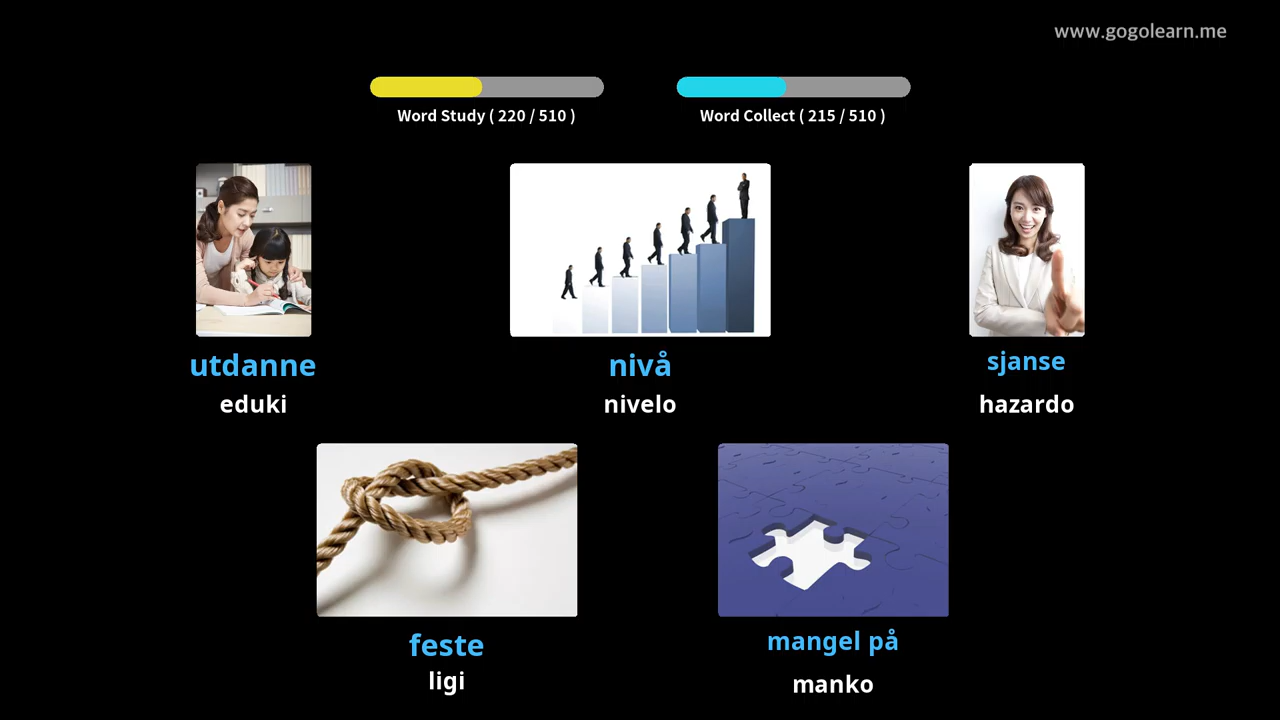 www.gogolearn.me
Word Study ( 220 / 510 )
Word Collect ( 215 / 510 )
utdanne
eduki
nivå
nivelo
sjanse
hazardo
feste
ligi
mangel på
manko